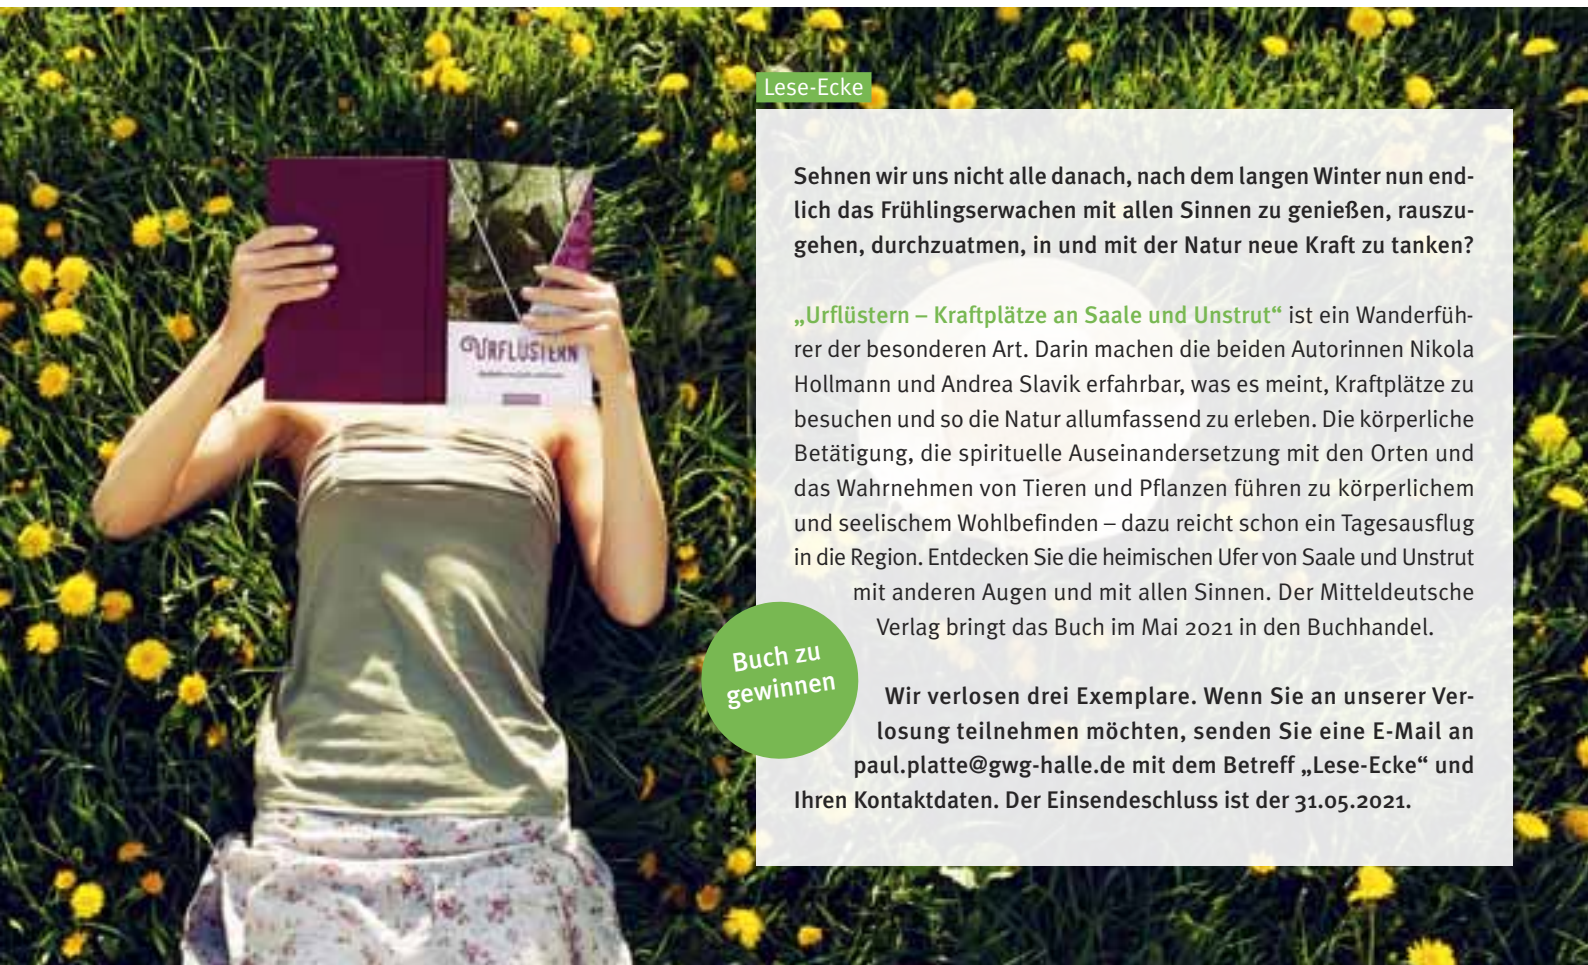 Lese-Ecke
Sehnen wir uns nicht alle danach, nach dem langen Winter nun end-
lich das Frühlingserwachen mit allen Sinnen zu genießen, rauszu-
gehen, durchzuatmen, in und mit der Natur neue Kraft zu tanken?
„Urflüstern – Kraftplätze an Saale und Unstrut“ ist ein Wanderfüh-
rer der besonderen Art. Darin machen die beiden Autorinnen Nikola
Hollmann und Andrea Slavik erfahrbar, was es meint, Kraftplätze zu
besuchen und so die Natur allumfassend zu erleben. Die körperliche
Betätigung, die spirituelle Auseinandersetzung mit den Orten und
das Wahrnehmen von Tieren und Pflanzen führen zu körperlichem
und seelischem Wohlbefinden – dazu reicht schon ein Tagesausflug
in die Region. Entdecken Sie die heimischen Ufer von Saale und Unstrut
mit anderen Augen und mit allen Sinnen. Der Mitteldeutsche
Verlag bringt das Buch im Mai 2021 in den Buchhandel.
Wir verlosen drei Exemplare. Wenn Sie an unserer Ver-
losung teilnehmen möchten, senden Sie eine E-Mail an
paul.platte@gwg-halle.de mit dem Betreff „Lese-Ecke“ und
Ihren Kontaktdaten. Der Einsendeschluss ist der 31.05.2021.
Buch zu
gewinnen
URFLÜSTERN